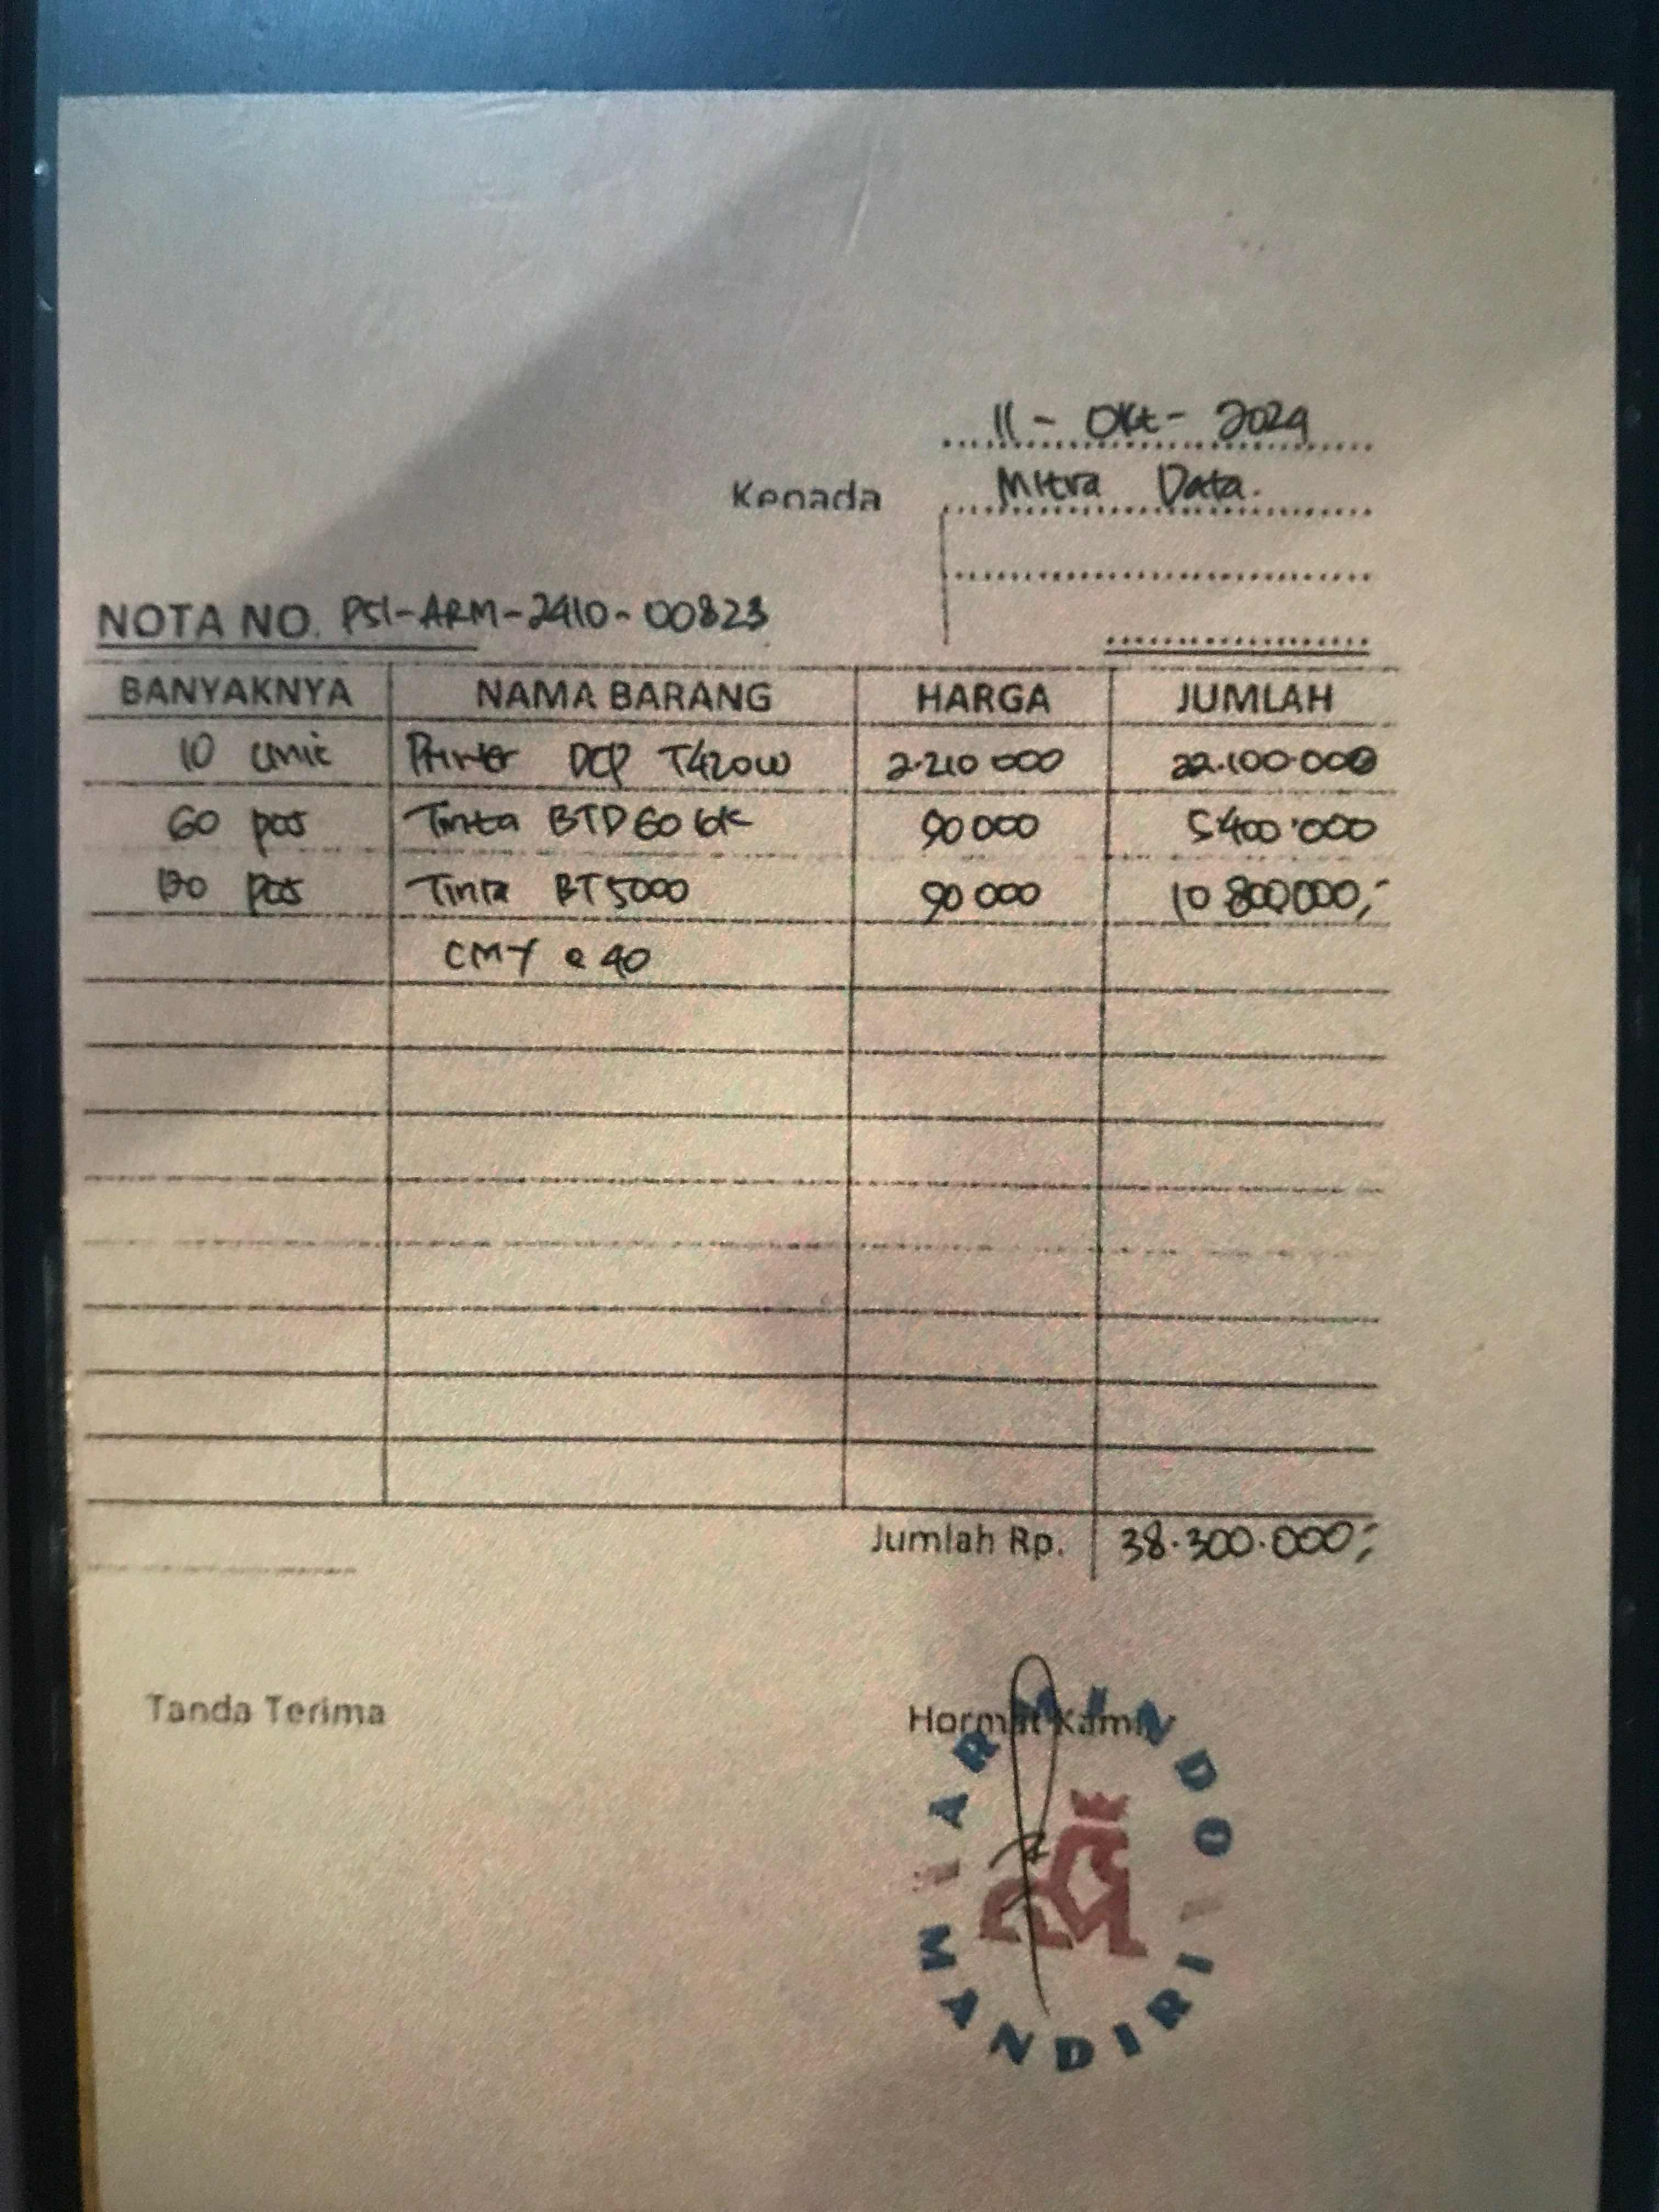 11 - Okt - 2024
Kepada Mitra Data.
NOTA NO. PSI-ARM-2410-00823
BANYAKNYA NAMA BARANG HARGA JUMLAH
10 Unit Printer DCP T420W 2.210 000 22.100.000
60 pcs Tinta BTD60 BK 90 000 5.400.000
120 pcs Tinta BT5000 90 000 10 800 000,-
CMY @ 40
Jumlah Rp. 38.300.000,-
Tanda Terima Hormat Kami
ARMINDO
MANDIRI